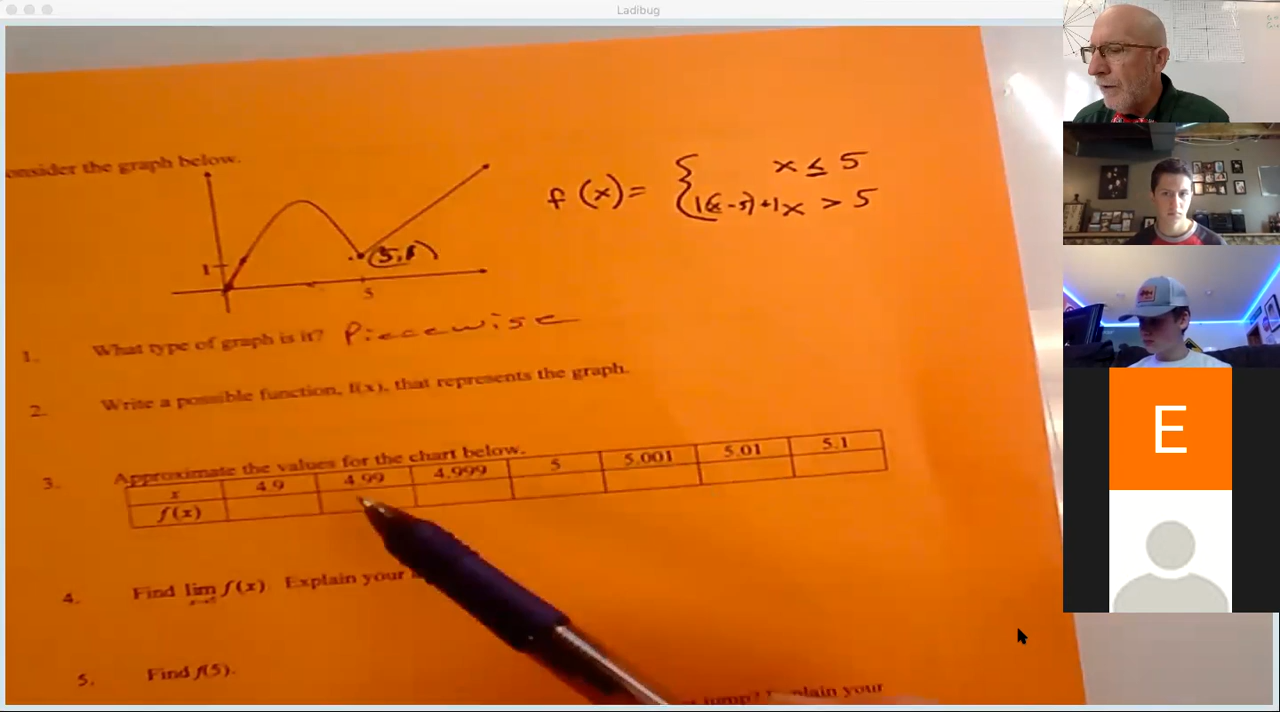 Ladibug
onsider the graph below.
f(x)= { x ≤ 5
1(x-5)+1 x > 5
1
(5,1)
5
1. What type of graph is it? Piecewise
2. Write a possible function, f(x), that represents the graph.
3. Approximate the values for the chart below.
x 4.9 4.99 4.999 5 5.001 5.01 5.1
f(x)
4. Find lim f(x) Explain your
5. Find f(5).
jump? Explain your
E